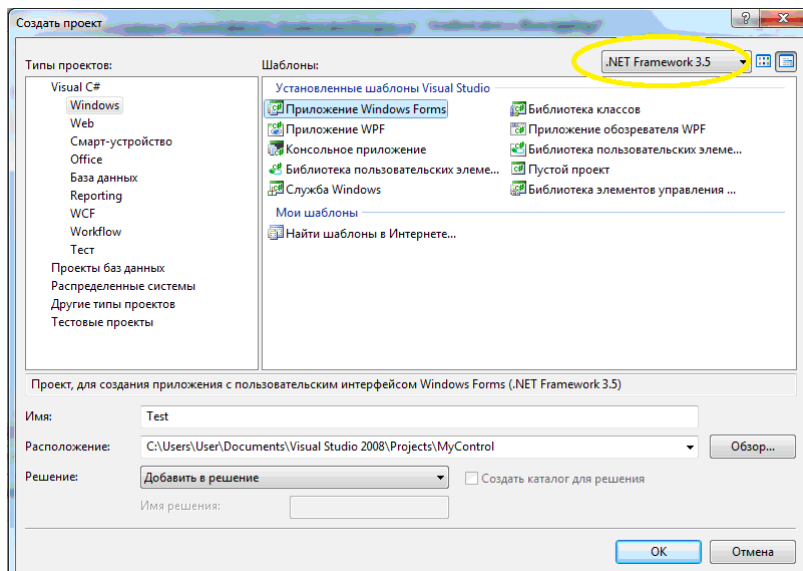 Создать проект
Типы проектов:
Шаблоны:
.NET Framework 3.5
Visual C#
Windows
Web
Смарт-устройство
Office
База данных
Reporting
WCF
Workflow
Тест
Проекты баз данных
Распределенные системы
Другие типы проектов
Тестовые проекты
Установленные шаблоны Visual Studio
Приложение Windows Forms
Библиотека классов
Приложение WPF
Приложение обозревателя WPF
Консольное приложение
Библиотека пользовательских элеме...
Библиотека пользовательских элеме...
Пустой проект
Служба Windows
Библиотека элементов управления ...
Мои шаблоны
Найти шаблоны в Интернете...
Проект, для создания приложения с пользовательским интерфейсом Windows Forms (.NET Framework 3.5)
Имя:
Test
Расположение:
C:\Users\User\Documents\Visual Studio 2008\Projects\MyControl
Обзор...
Решение:
Добавить в решение
Создать каталог для решения
Имя решения:
OK
Отмена